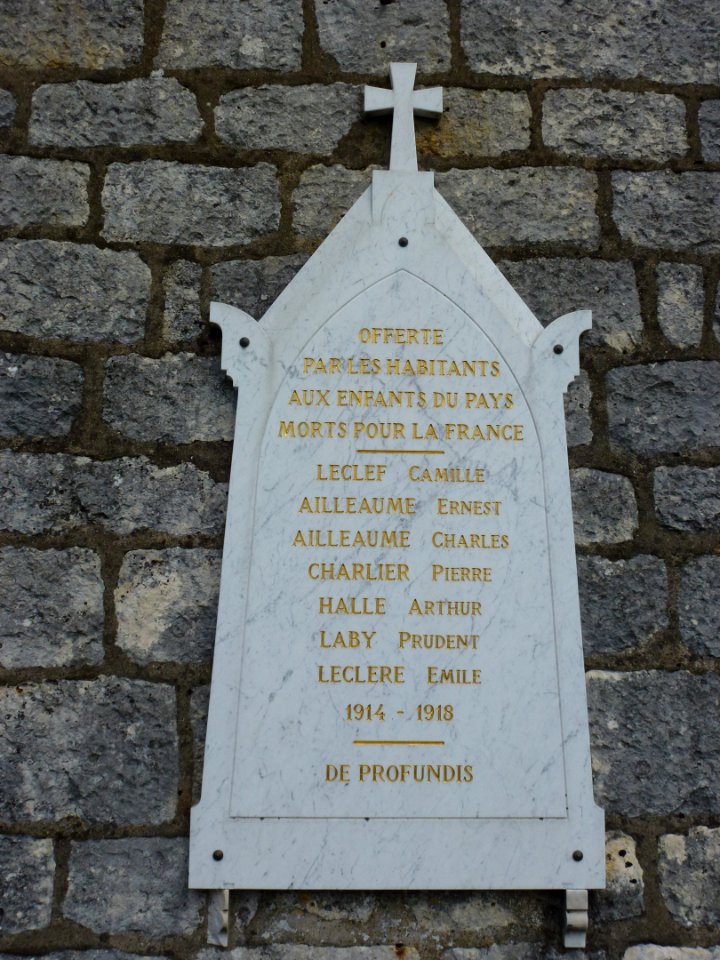 OFFERTE
PAR LES HABITANTS
AUX ENFANTS DU PAYS
MORTS POUR LA FRANCE
LECLEF CAMILLE
AILLEAUME ERNEST
AILLEAUME CHARLES
CHARLIER PIERRE
HALLE ARTHUR
LABY PRUDENT
LECLERE EMILE
1914 - 1918
DE PROFUNDIS